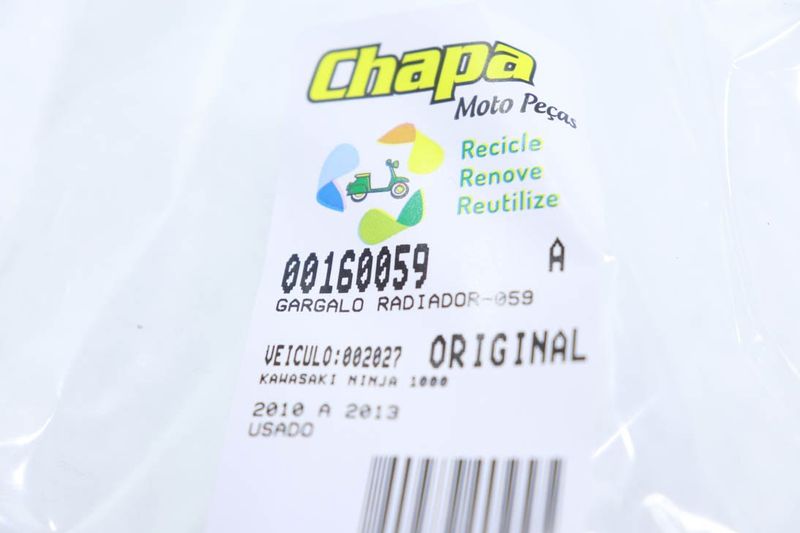 Chapa
Moto Peças
Recicle
Renove
Reutilize
00160059 A
GARGALO RADIADOR-059
VEICULO:002027 ORIGINAL
KAWASAKI NINJA 1000
2010 A 2013
USADO